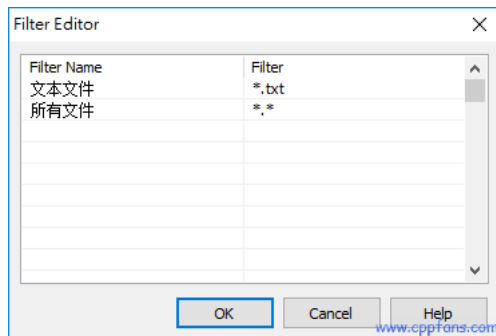 Filter Editor
Filter Name Filter
文本文件 *.txt
所有文件 *.*
OK Cancel Help
www.cppfans.com